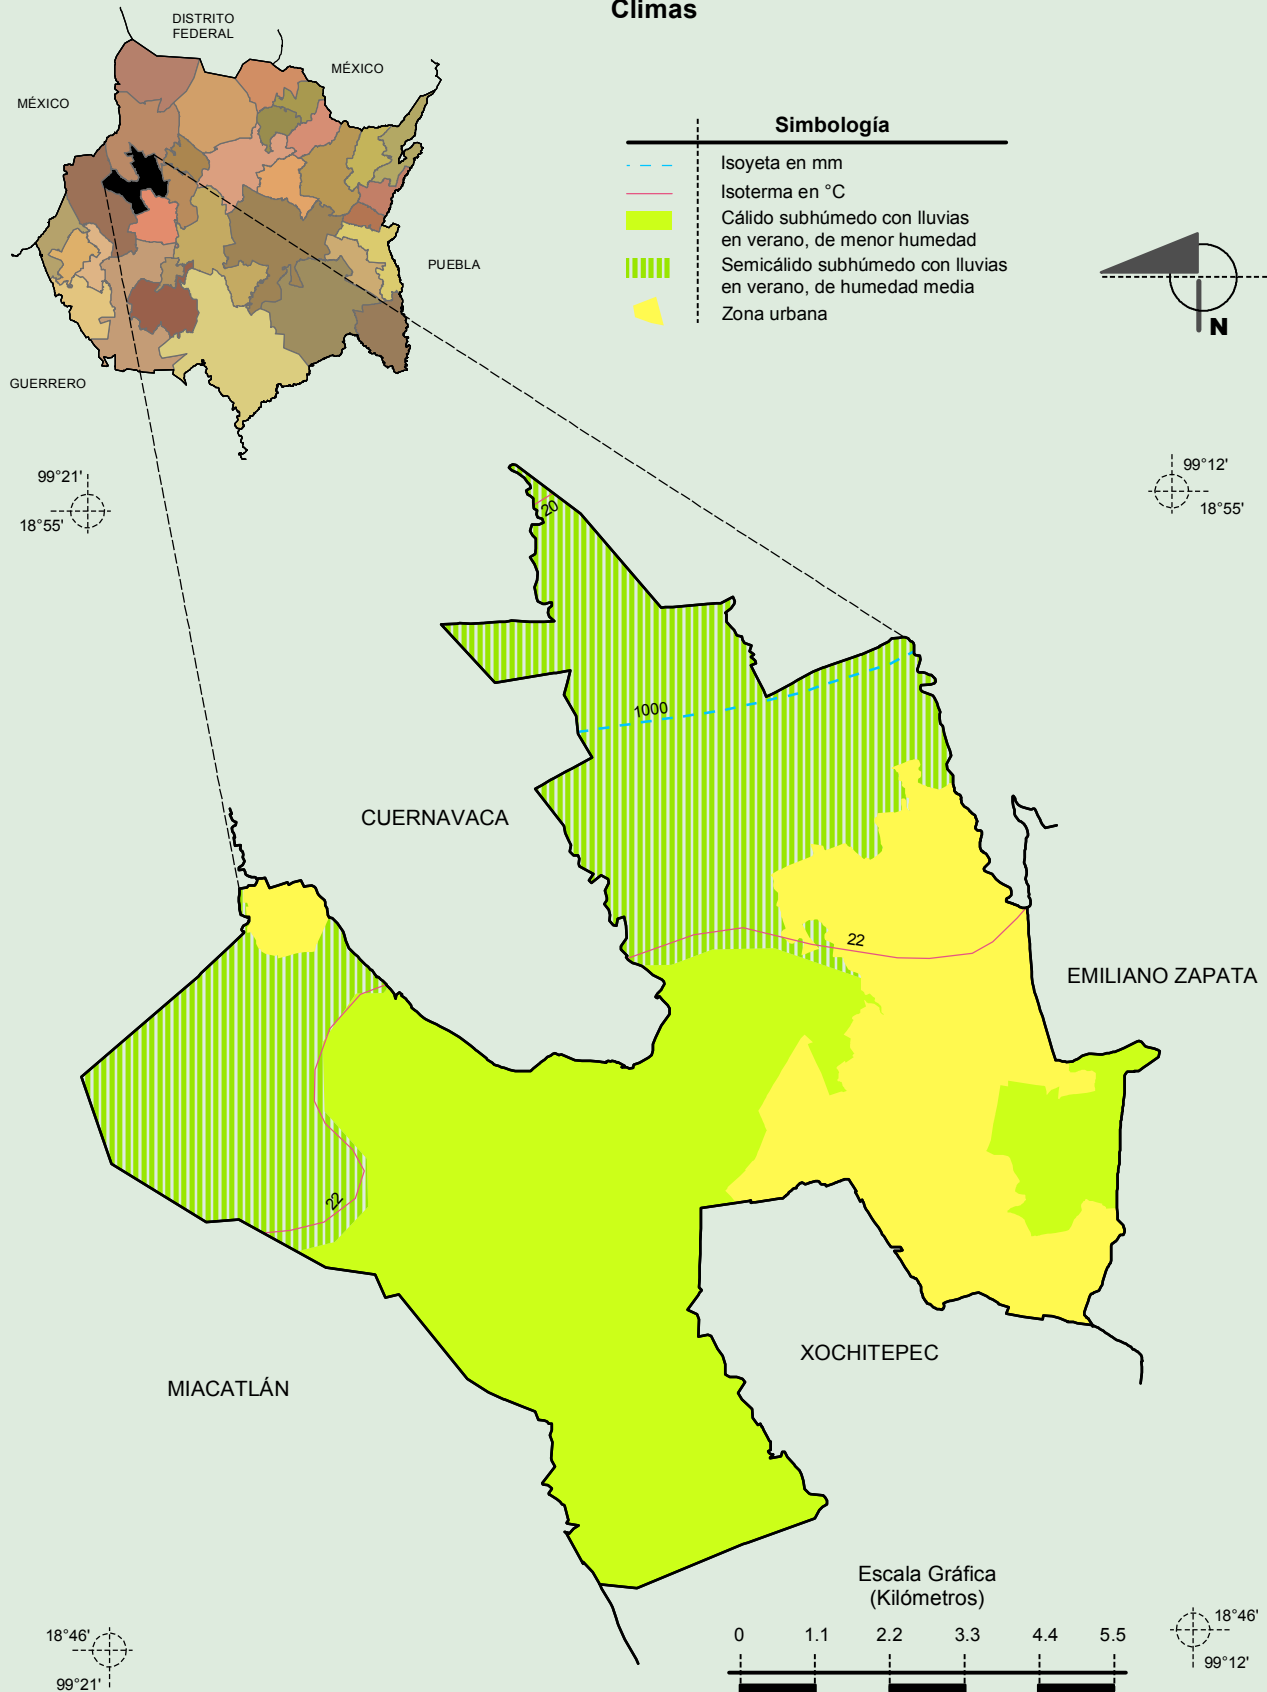 Climas
DISTRITO
FEDERAL
MÉXICO
MÉXICO
PUEBLA
GUERRERO
Simbología
Isoyeta en mm
Isoterma en °C
Cálido subhúmedo con lluvias
en verano, de menor humedad
Semicálido subhúmedo con lluvias
en verano, de humedad media
Zona urbana
N
99°21'
18°55'
99°12'
18°55'
20
1000
CUERNAVACA
22
EMILIANO ZAPATA
22
XOCHITEPEC
MIACATLÁN
Escala Gráfica
(Kilómetros)
0 1.1 2.2 3.3 4.4 5.5
18°46'
99°21'
18°46'
99°12'